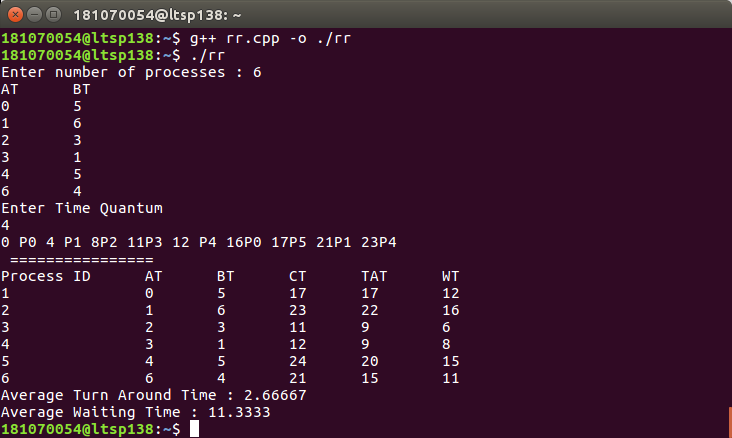 181070054@ltsp138: ~
181070054@ltsp138:~$ g++ rr.cpp -o ./rr
181070054@ltsp138:~$ ./rr
Enter number of processes : 6
AT BT
0 5
1 6
2 3
3 1
4 5
6 4
Enter Time Quantum
4
0 P0 4 P1 8P2 11P3 12 P4 16P0 17P5 21P1 23P4
================
Process ID AT BT CT TAT WT
1 0 5 17 17 12
2 1 6 23 22 16
3 2 3 11 9 6
4 3 1 12 9 8
5 4 5 24 20 15
6 6 4 21 15 11
Average Turn Around Time : 2.66667
Average Waiting Time : 11.3333
181070054@ltsp138:~$